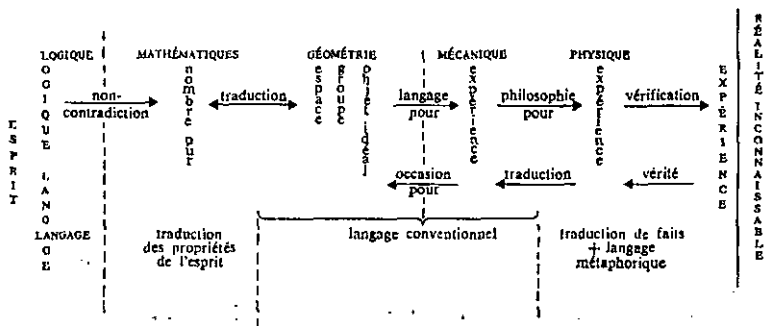 ESPRIT
LOGIQUE
LOGIQUE LANGAGE
LANGAGE
MATHÉMATIQUES
GÉOMÉTRIE
MÉCANIQUE
PHYSIQUE
non-
contradiction
nombre pur
traduction
espace
groupe
objet idéal
langage
pour
expérience
philosophie
pour
expérience
vérification
EXPÉRIENCE
RÉALITÉ INCONNAISSABLE
occasion
pour
traduction
vérité
traduction
des propriétés
de l'esprit
langage conventionnel
traduction de faits
+ langage
métaphorique